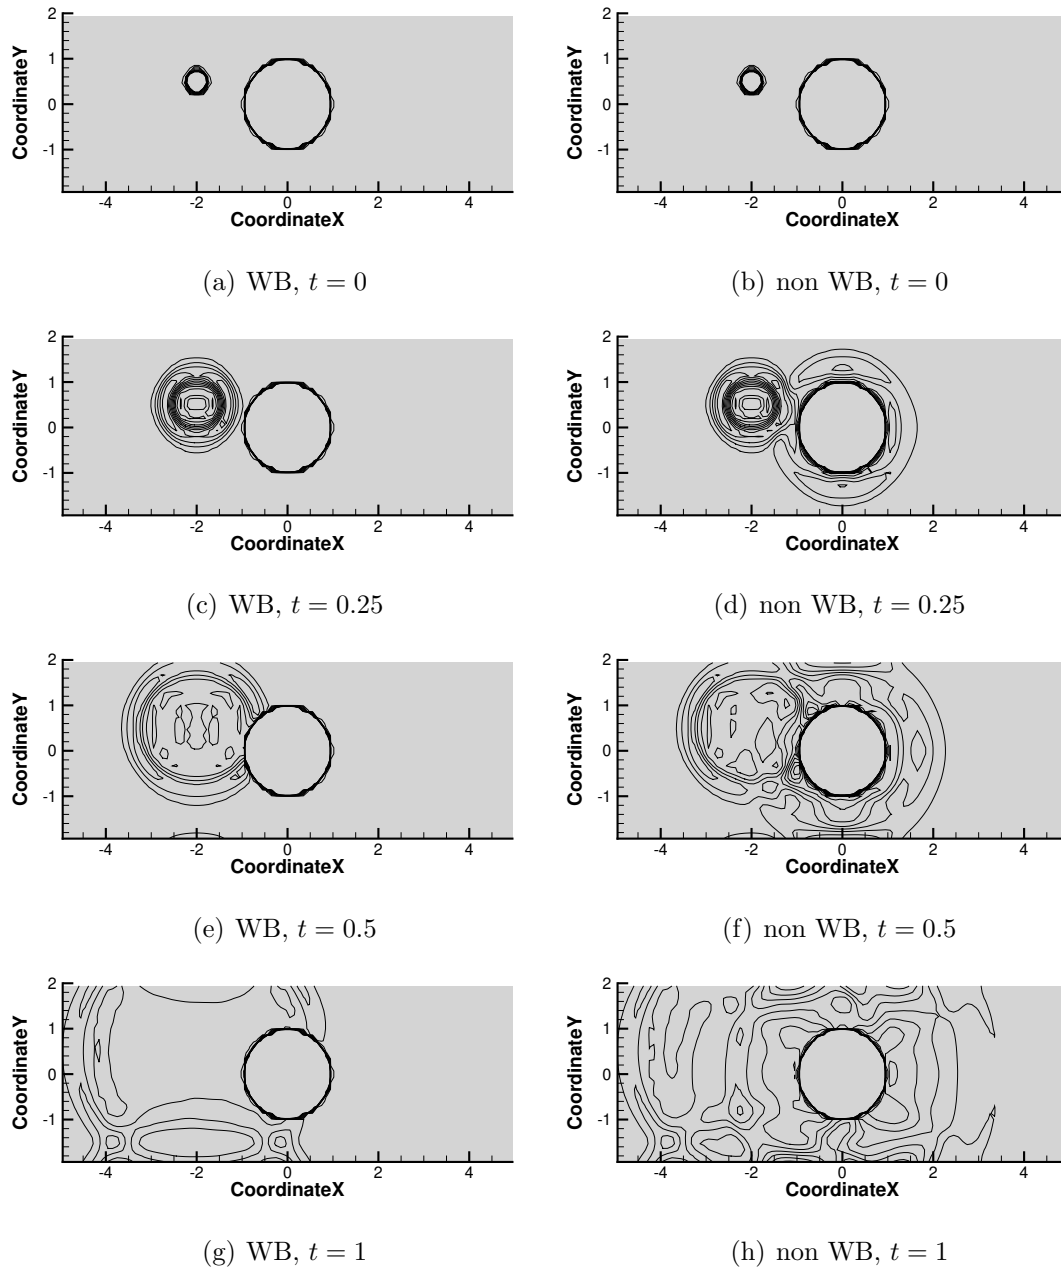 CoordinateY
2
1
0
-1
-4 -2 0 2 4
CoordinateX
(a) WB, t = 0
CoordinateY
2
1
0
-1
-4 -2 0 2 4
CoordinateX
(b) non WB, t = 0
CoordinateY
2
1
0
-1
-4 -2 0 2 4
CoordinateX
(c) WB, t = 0.25
CoordinateY
2
1
0
-1
-4 -2 0 2 4
CoordinateX
(d) non WB, t = 0.25
CoordinateY
2
1
0
-1
-4 -2 0 2 4
CoordinateX
(e) WB, t = 0.5
CoordinateY
2
1
0
-1
-4 -2 0 2 4
CoordinateX
(f) non WB, t = 0.5
CoordinateY
2
1
0
-1
-4 -2 0 2 4
CoordinateX
(g) WB, t = 1
CoordinateY
2
1
0
-1
-4 -2 0 2 4
CoordinateX
(h) non WB, t = 1